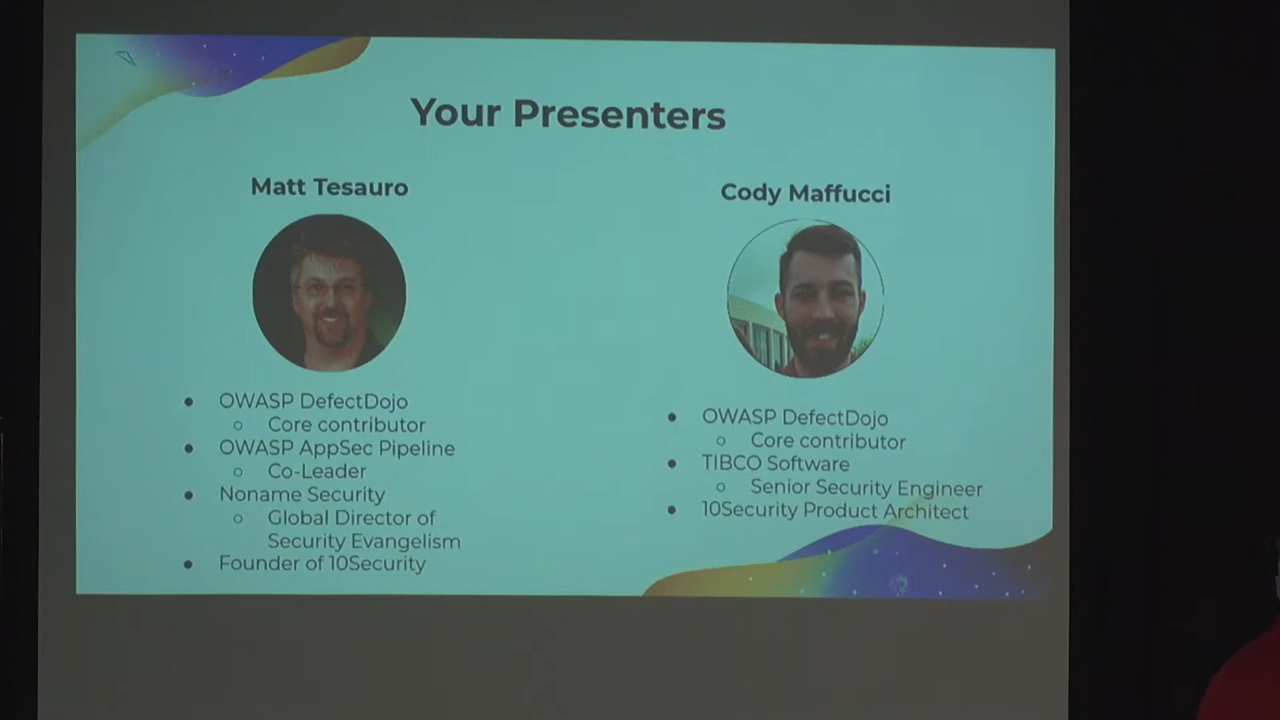 Your Presenters
Matt Tesauro
OWASP DefectDojo
Core contributor
OWASP AppSec Pipeline
Co-Leader
Noname Security
Global Director of
Security Evangelism
Founder of 10Security
Cody Maffucci
OWASP DefectDojo
Core contributor
TIBCO Software
Senior Security Engineer
10Security Product Architect